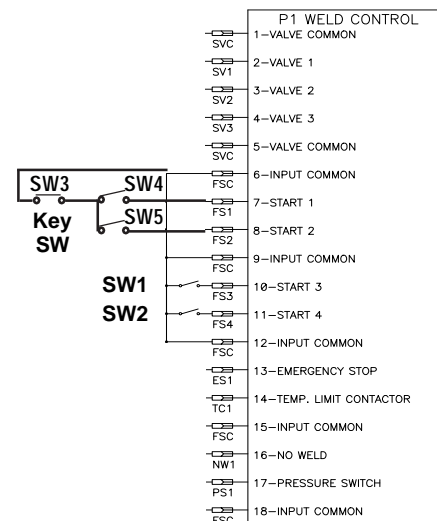 P1 WELD CONTROL
SVC 1-VALVE COMMON
SV1 2-VALVE 1
SV2 3-VALVE 2
SV3 4-VALVE 3
SVC 5-VALVE COMMON
FSC 6-INPUT COMMON
SW3 SW4 FS1 7-START 1
Key SW
SW5 FS2 8-START 2
FSC 9-INPUT COMMON
SW1 FS3 10-START 3
SW2 FS4 11-START 4
FSC 12-INPUT COMMON
ES1 13-EMERGENCY STOP
TC1 14-TEMP. LIMIT CONTACTOR
FSC 15-INPUT COMMON
NW1 16-NO WELD
PS1 17-PRESSURE SWITCH
FSC 18-INPUT COMMON